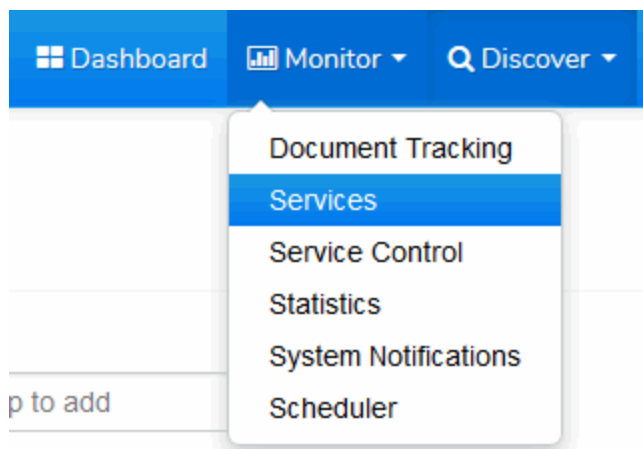 Dashboard Monitor Discover
Document Tracking
Services
Service Control
Statistics
System Notifications
Scheduler
to add